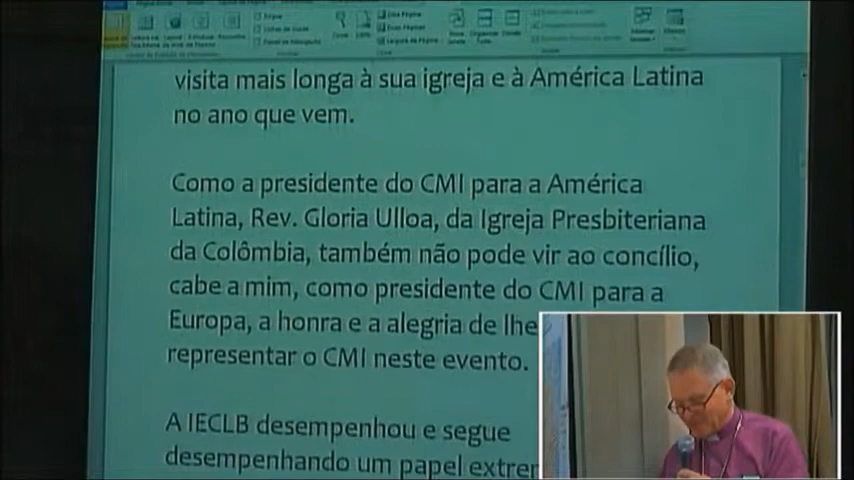 visita mais longa à sua igreja e à América Latina
no ano que vem.
Como a presidente do CMI para a América
Latina, Rev. Gloria Ulloa, da Igreja Presbiteriana
da Colômbia, também não pode vir ao concílio,
cabe a mim, como presidente do CMI para a
Europa, a honra e a alegria de lhe
representar o CMI neste evento.
A IECLB desempenhou e segue
desempenhando um papel extrem